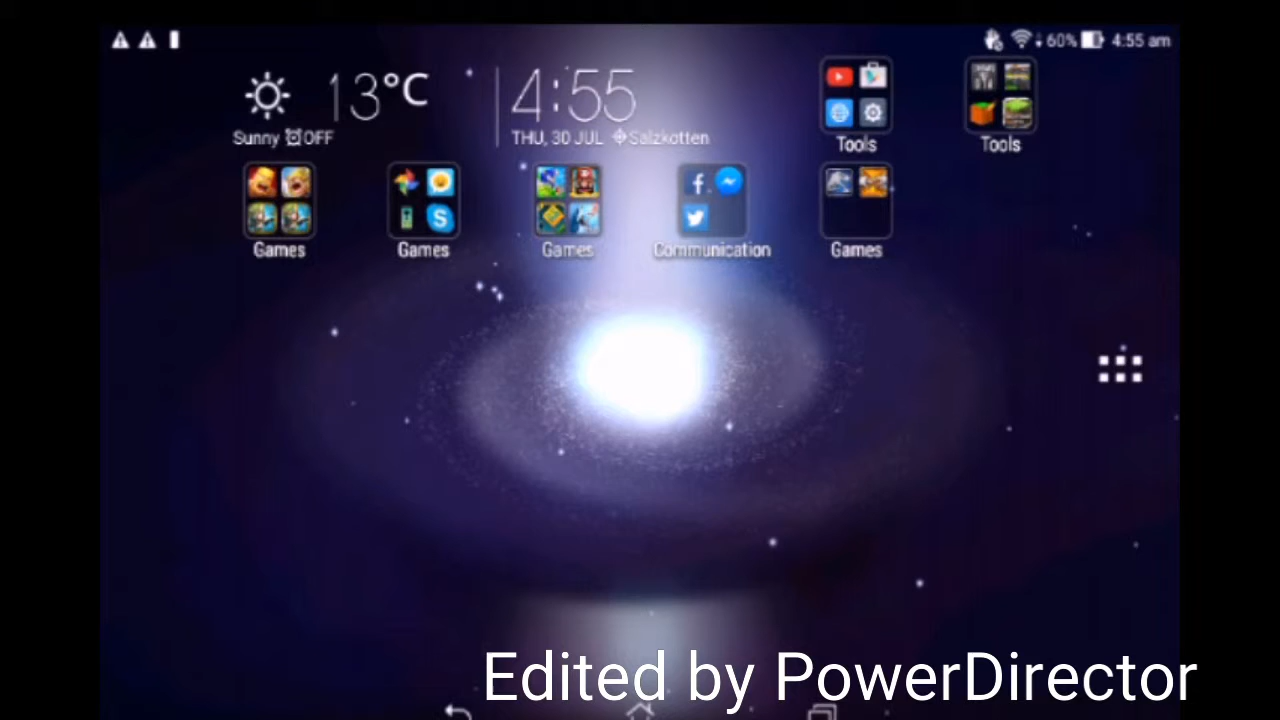 60% 4:55 am
13°C
4:55
Sunny OFF
THU, 30 JUL Salzkotten
Tools
Tools
Games
Games
Games
Communication
Games
Edited by PowerDirector